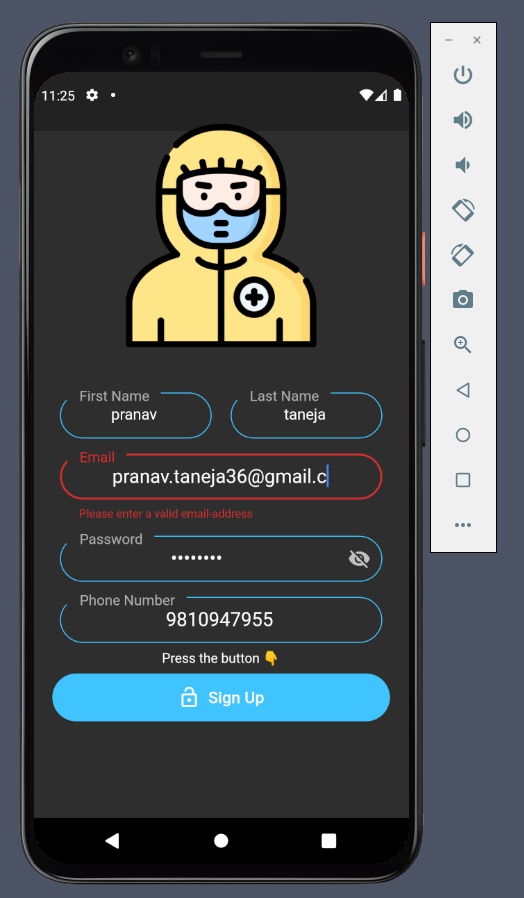 11:25
First Name
Last Name
pranav
taneja
Email
pranav.taneja36@gmail.c
Please enter a valid email-address
Password
••••••••
Phone Number
9810947955
Press the button 👇
Sign Up